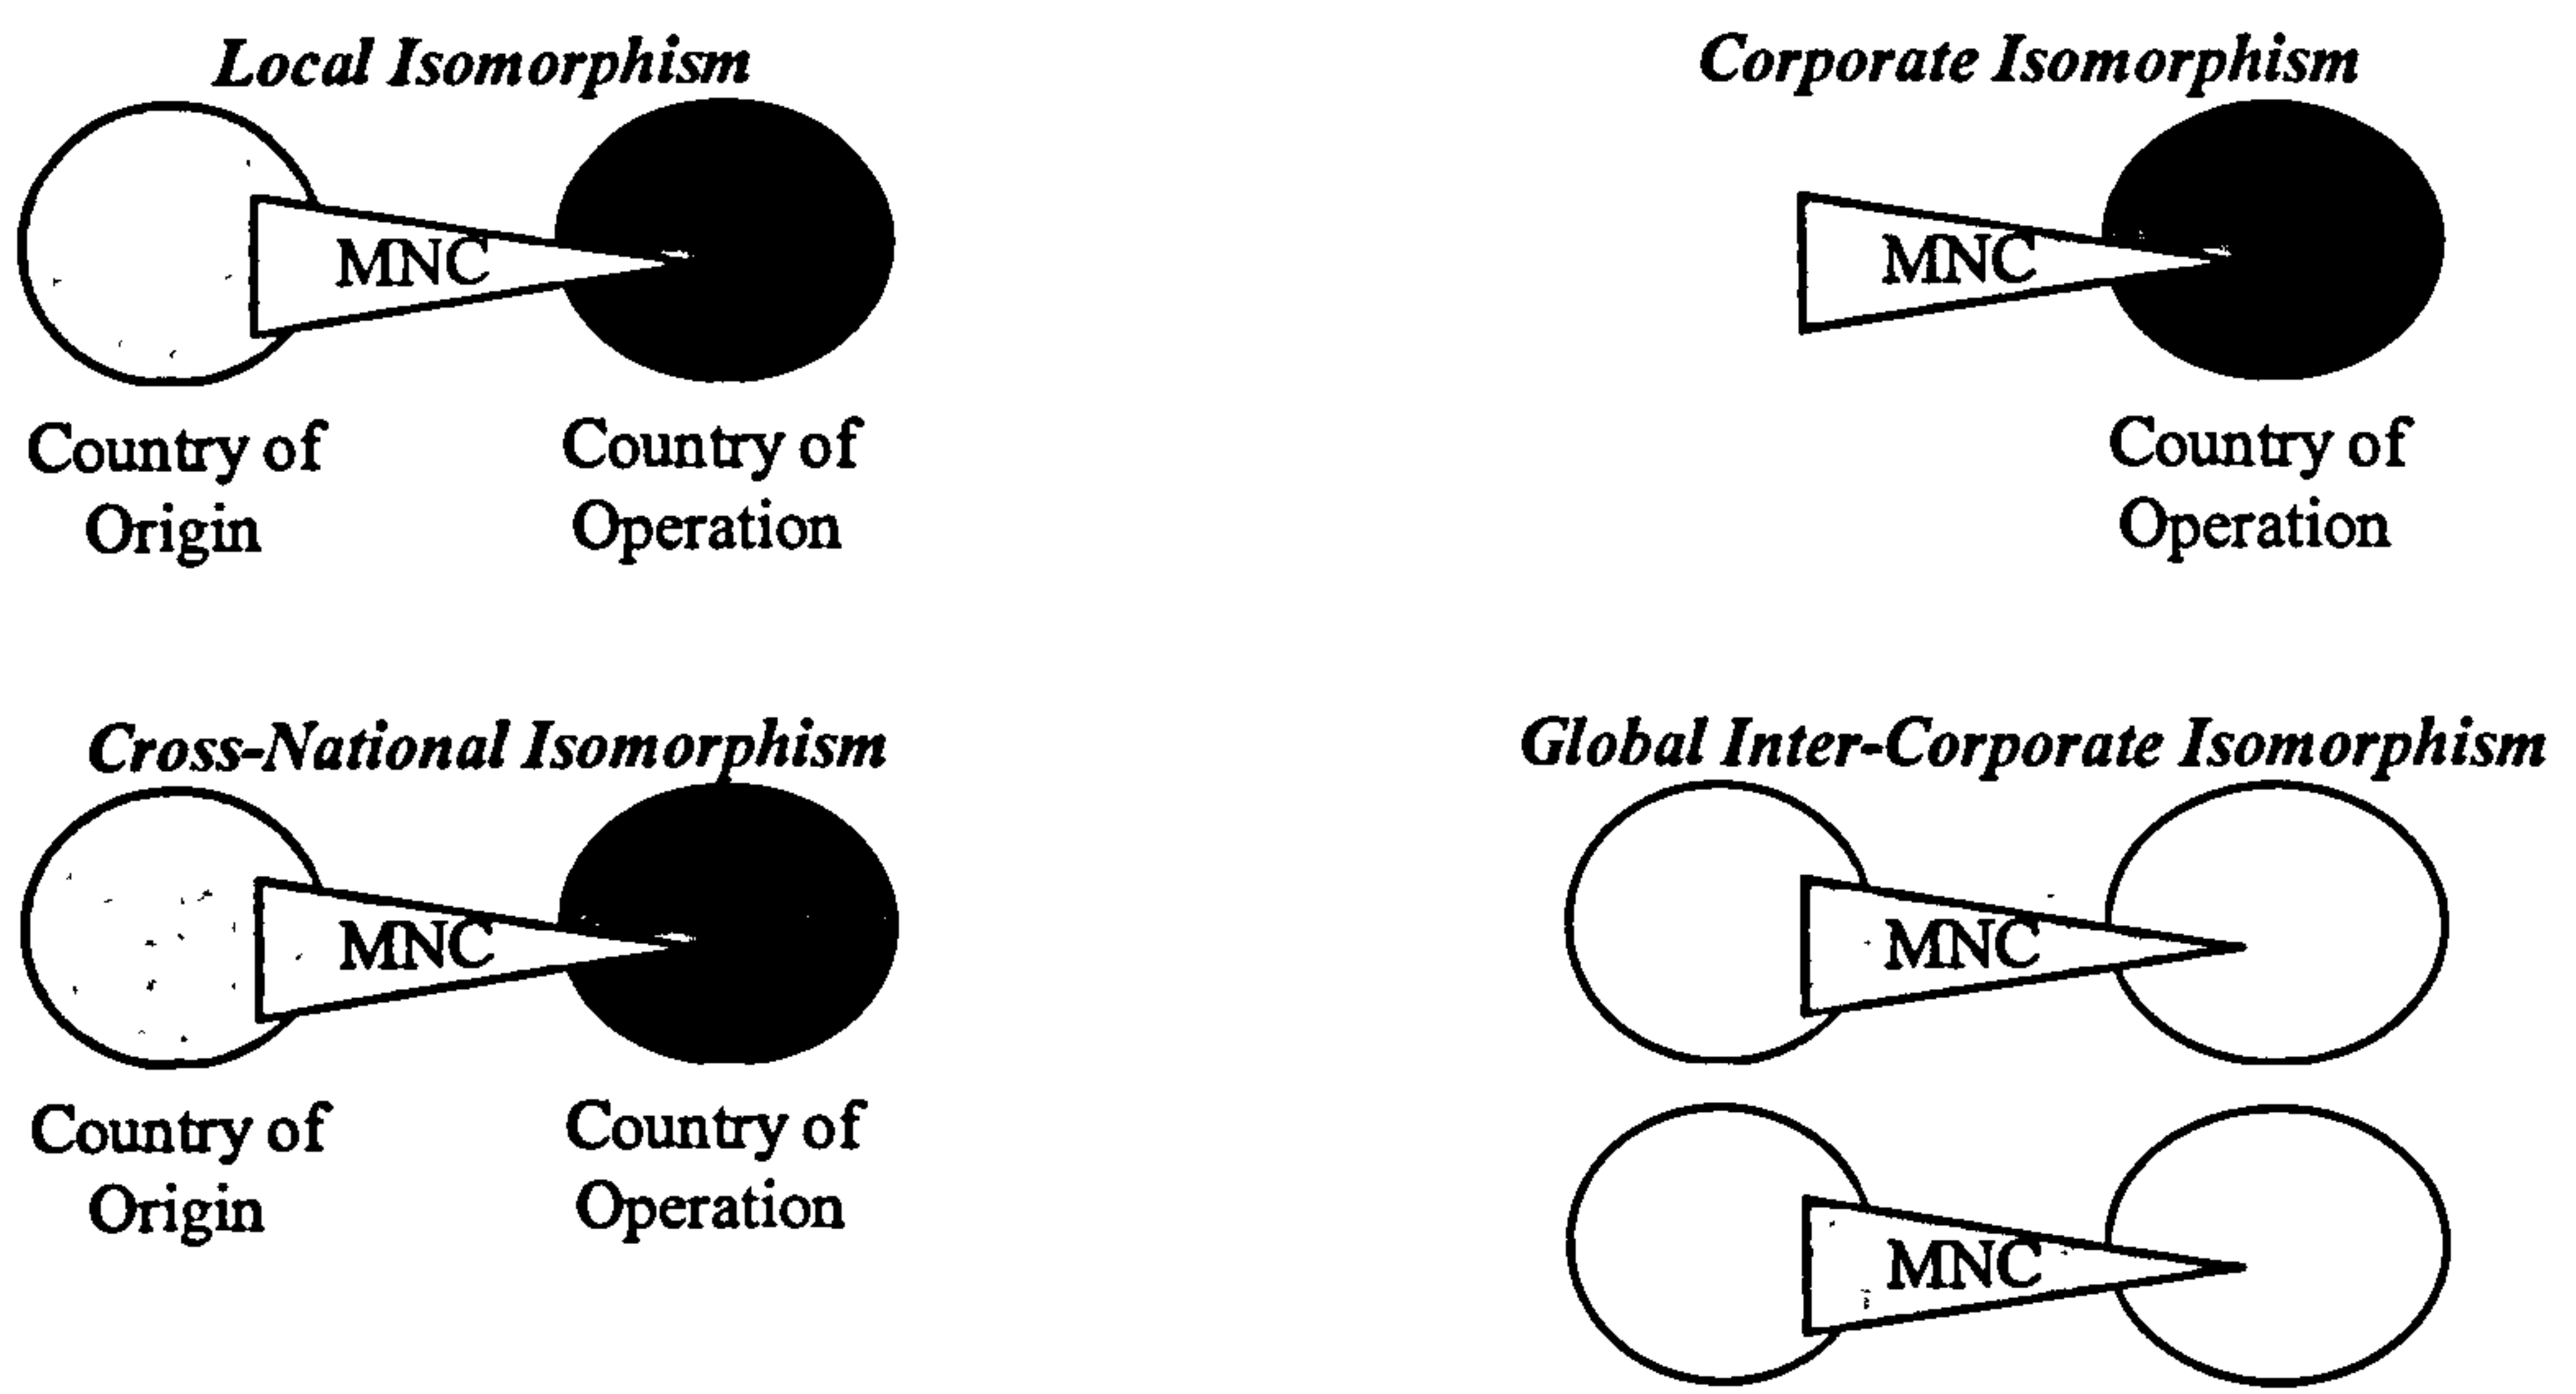 Local Isomorphism
MNC
Country of
Origin
Country of
Operation
Corporate Isomorphism
MNC
Country of
Operation
Cross-National Isomorphism
MNC
Country of
Origin
Country of
Operation
Global Inter-Corporate Isomorphism
MNC
MNC